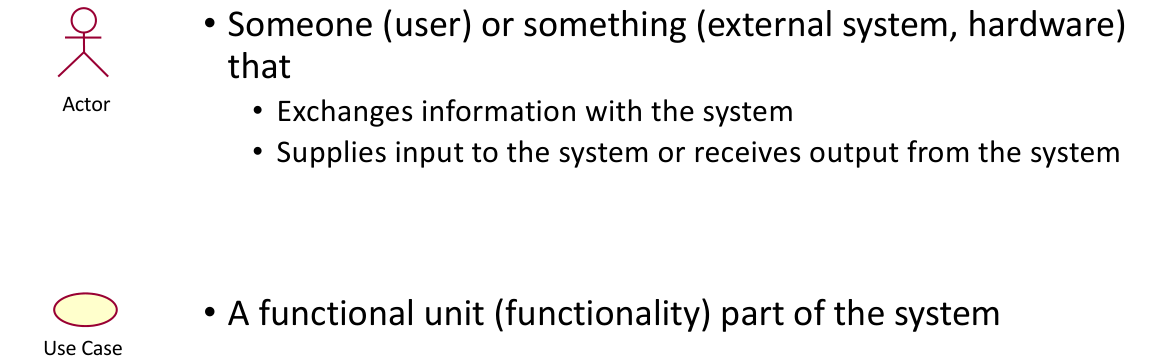 • Someone (user) or something (external system, hardware)
that
Actor
• Exchanges information with the system
• Supplies input to the system or receives output from the system
• A functional unit (functionality) part of the system
Use Case